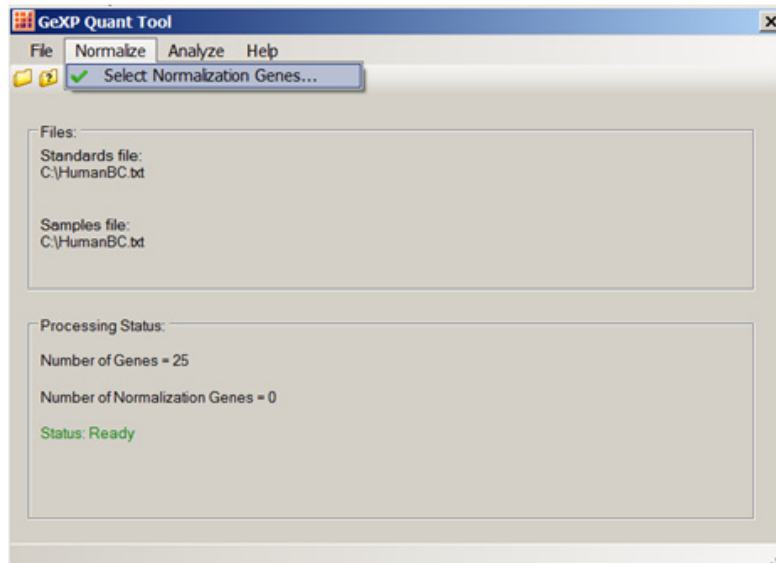 GeXP Quant Tool
File Normalize Analyze Help
Select Normalization Genes...
Files:
Standards file:
C:\HumanBC.txt
Samples file:
C:\HumanBC.txt
Processing Status:
Number of Genes = 25
Number of Normalization Genes = 0
Status: Ready